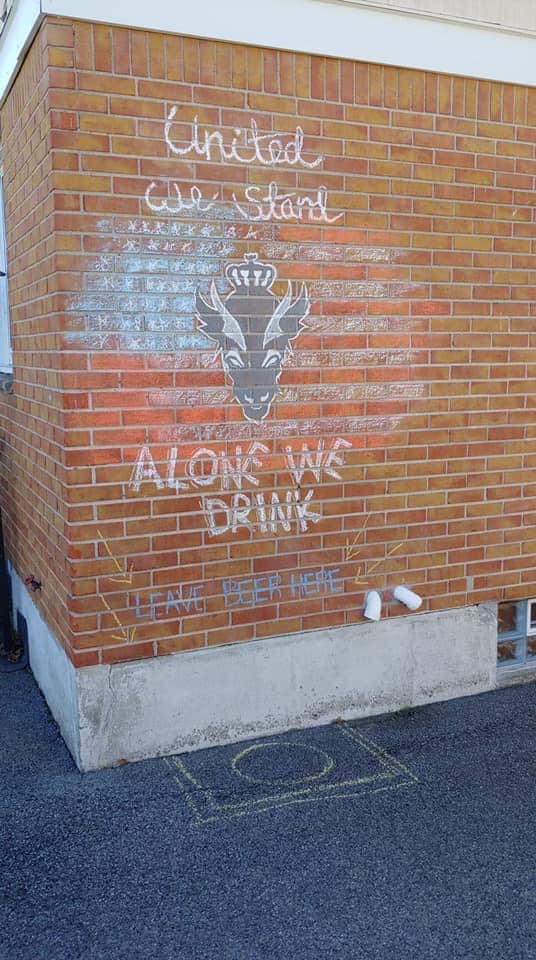 United
We Stand
ALONE WE
DRINK
LEAVE BEER HERE